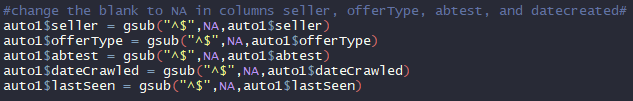 #change the blank to NA in columns seller, offerType, abtest, and datecreated#
auto1$seller = gsub("^$",NA,auto1$seller)
auto1$offerType = gsub("^$",NA,auto1$offerType)
auto1$abtest = gsub("^$",NA,auto1$abtest)
auto1$dateCrawled = gsub("^$",NA,auto1$dateCrawled)
auto1$lastSeen = gsub("^$",NA,auto1$lastSeen)